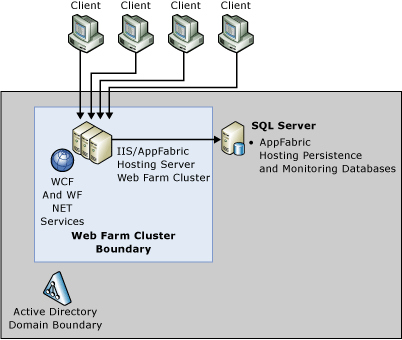 Client
Client
Client
Client
IIS/AppFabric
Hosting Server
Web Farm Cluster
WCF
And WF
NET
Services
Web Farm Cluster
Boundary
SQL Server
• AppFabric
Hosting Persistence
and Monitoring Databases
Active Directory
Domain Boundary